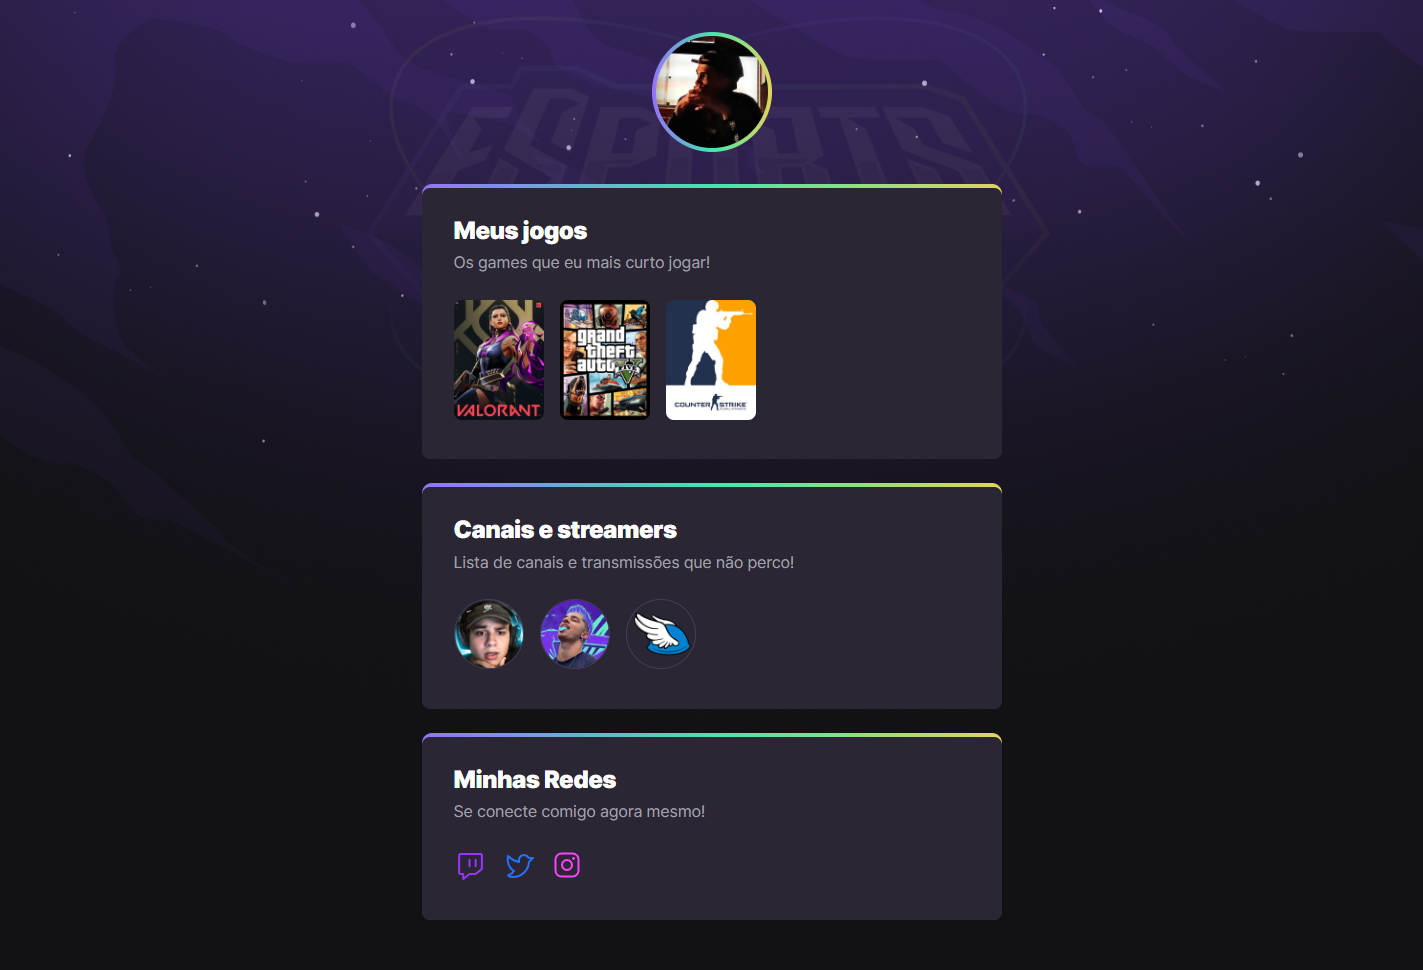 ESPORTS
Meus jogos
Os games que eu mais curto jogar!
VALORANT
grand
theft
auto
V
FIVE
COUNTER STRIKE
Canais e streamers
Lista de canais e transmissões que não perco!
Minhas Redes
Se conecte comigo agora mesmo!